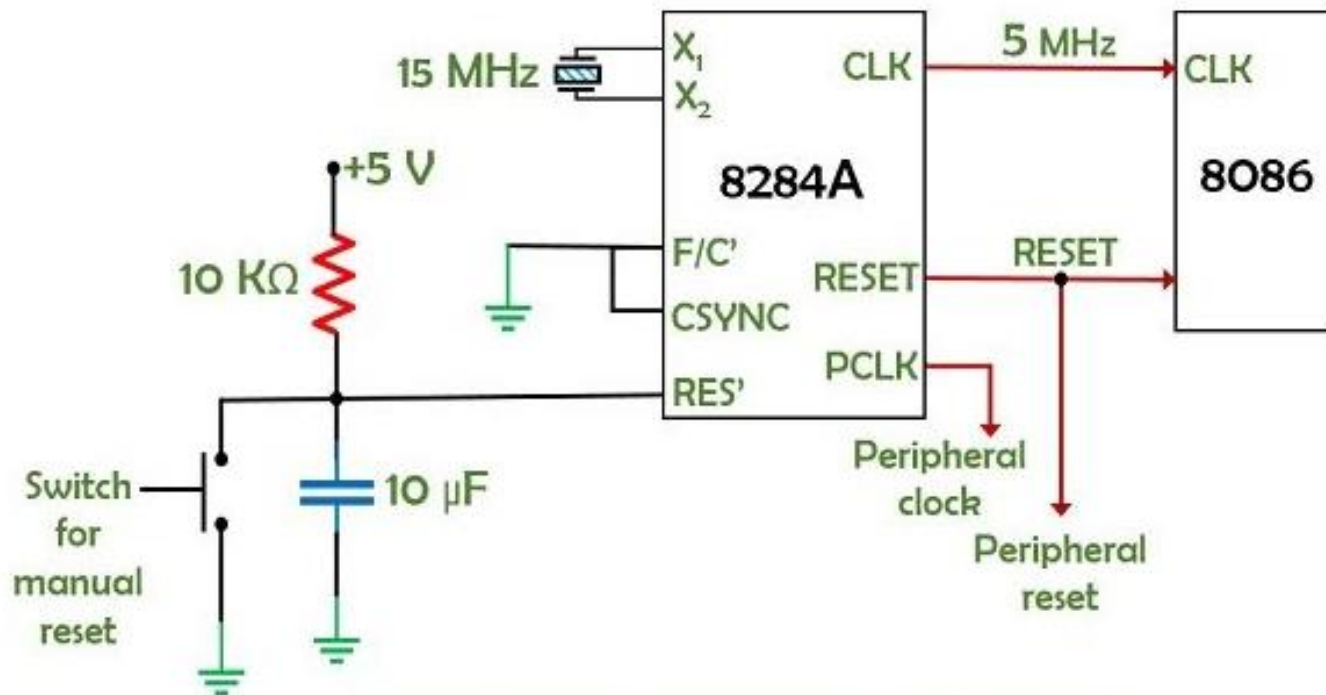 15 MHz
X₁
X₂
CLK
5 MHz
CLK
+5 V
8284A
8086
10 KΩ
F/C'
CSYNC
RESET
RESET
PCLK
RES'
Switch
for
manual
reset
10 μF
Peripheral
clock
Peripheral
reset